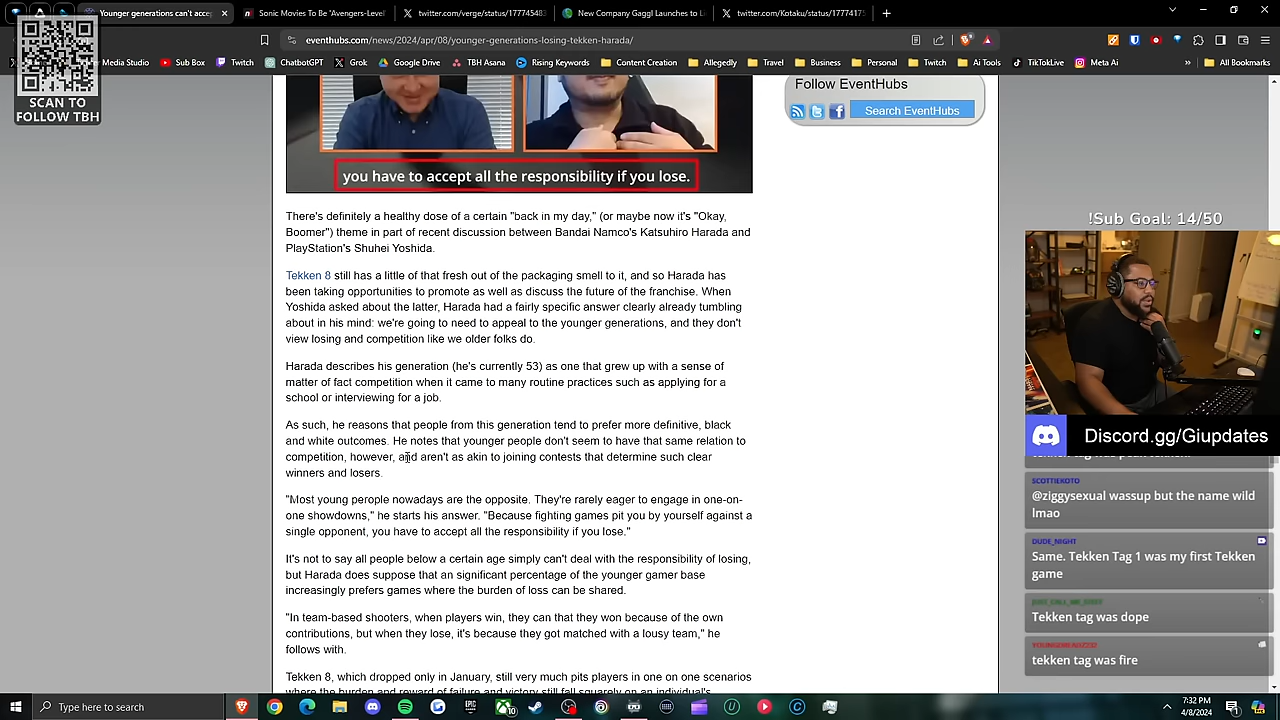 Younger generations can't acce
Sonic Movies To Be 'Avengers-Level
twitter.com/verge/status/177745483
New Company Gaggl Launches to L
twitter.com/Kotaku/status/1777417
eventhubs.com/news/2024/apr/08/younger-generations-losing-tekken-harada/
Media Studio
Sub Box
Twitch
ChatbotGPT
Grok
Google Drive
TBH Asana
Rising Keywords
Content Creation
Allegedly
Travel
Business
Personal
Twitch
Ai Tools
TikTokLive
Meta Ai
»
All Bookmarks
SCAN TO
FOLLOW TBH
Follow EventHubs
Search EventHubs
you have to accept all the responsibility if you lose.
There's definitely a healthy dose of a certain "back in my day," (or maybe now it's "Okay,
Boomer") theme in part of recent discussion between Bandai Namco's Katsuhiro Harada and
PlayStation's Shuhei Yoshida.
Tekken 8 still has a little of that fresh out of the packaging smell to it, and so Harada has
been taking opportunities to promote as well as discuss the future of the franchise. When
Yoshida asked about the latter, Harada had a fairly specific answer clearly already tumbling
about in his mind: we're going to need to appeal to the younger generations, and they don't
view losing and competition like we older folks do.
Harada describes his generation (he's currently 53) as one that grew up with a sense of
matter of fact competition when it came to many routine practices such as applying for a
school or interviewing for a job.
As such, he reasons that people from this generation tend to prefer more definitive, black
and white outcomes. He notes that younger people don't seem to have that same relation to
competition, however, and aren't as akin to joining contests that determine such clear
winners and losers.
"Most young people nowadays are the opposite. They're rarely eager to engage in one-on-
one showdowns," he starts his answer. "Because fighting games pit you by yourself against a
single opponent, you have to accept all the responsibility if you lose."
It's not to say all people below a certain age simply can't deal with the responsibility of losing,
but Harada does suppose that an significant percentage of the younger gamer base
increasingly prefers games where the burden of loss can be shared.
"In team-based shooters, when players win, they can that they won because of the own
contributions, but when they lose, it's because they got matched with a lousy team," he
follows with.
Tekken 8, which dropped only in January, still very much pits players in one on one scenarios
where the burden and reward of failure and victory still fall squarely on an individual's
!Sub Goal: 14/50
Discord.gg/Giupdates
SCOTTIEKOTO
@ziggysexual wassup but the name wild
lmao
DUDE_NIGHT
Same. Tekken Tag 1 was my first Tekken
game
Tekken tag was dope
tekken tag was fire
Type here to search
7:32 PM
4/8/2024